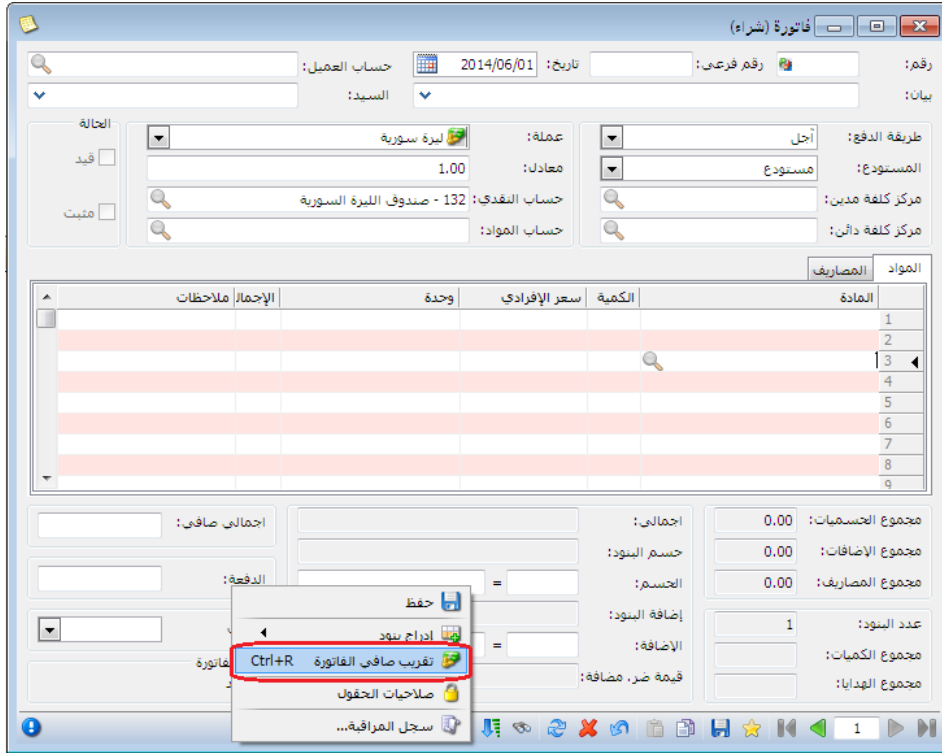 فاتورة (شراء)
رقم: رقم فرعي: تاريخ: 2014/06/01 حساب العميل:
بيان: السيد:
الحالة
طريقة الدفع: آجل عملة: ليرة سورية
قيد
المستودع: مستودع معادل: 1.00
مركز كلفة مدين: حساب النقدي: 132 - صندوق الليرة السورية
مثبت
مركز كلفة دائن: حساب المواد:
المواد المصاريف
المادة الكمية سعر الإفرادي وحدة الإجمال ملاحظات
1
2
3
4
5
6
7
8
9
مجموع الحسميات: 0.00 اجمالي: اجمالي صافي:
مجموع الإضافات: 0.00 حسم البنود:
مجموع المصاريف: 0.00 الحسم: = الدفعة:
إضافة البنود:
عدد البنود: 1
الإضافة: =
مجموع الكميات:
قيمة ضر. مضافة:
مجموع الهدايا:
حفظ
إدراج بنود
تقريب صافي الفاتورة Ctrl+R
صلاحيات الحقول
سجل المراقبة...
1